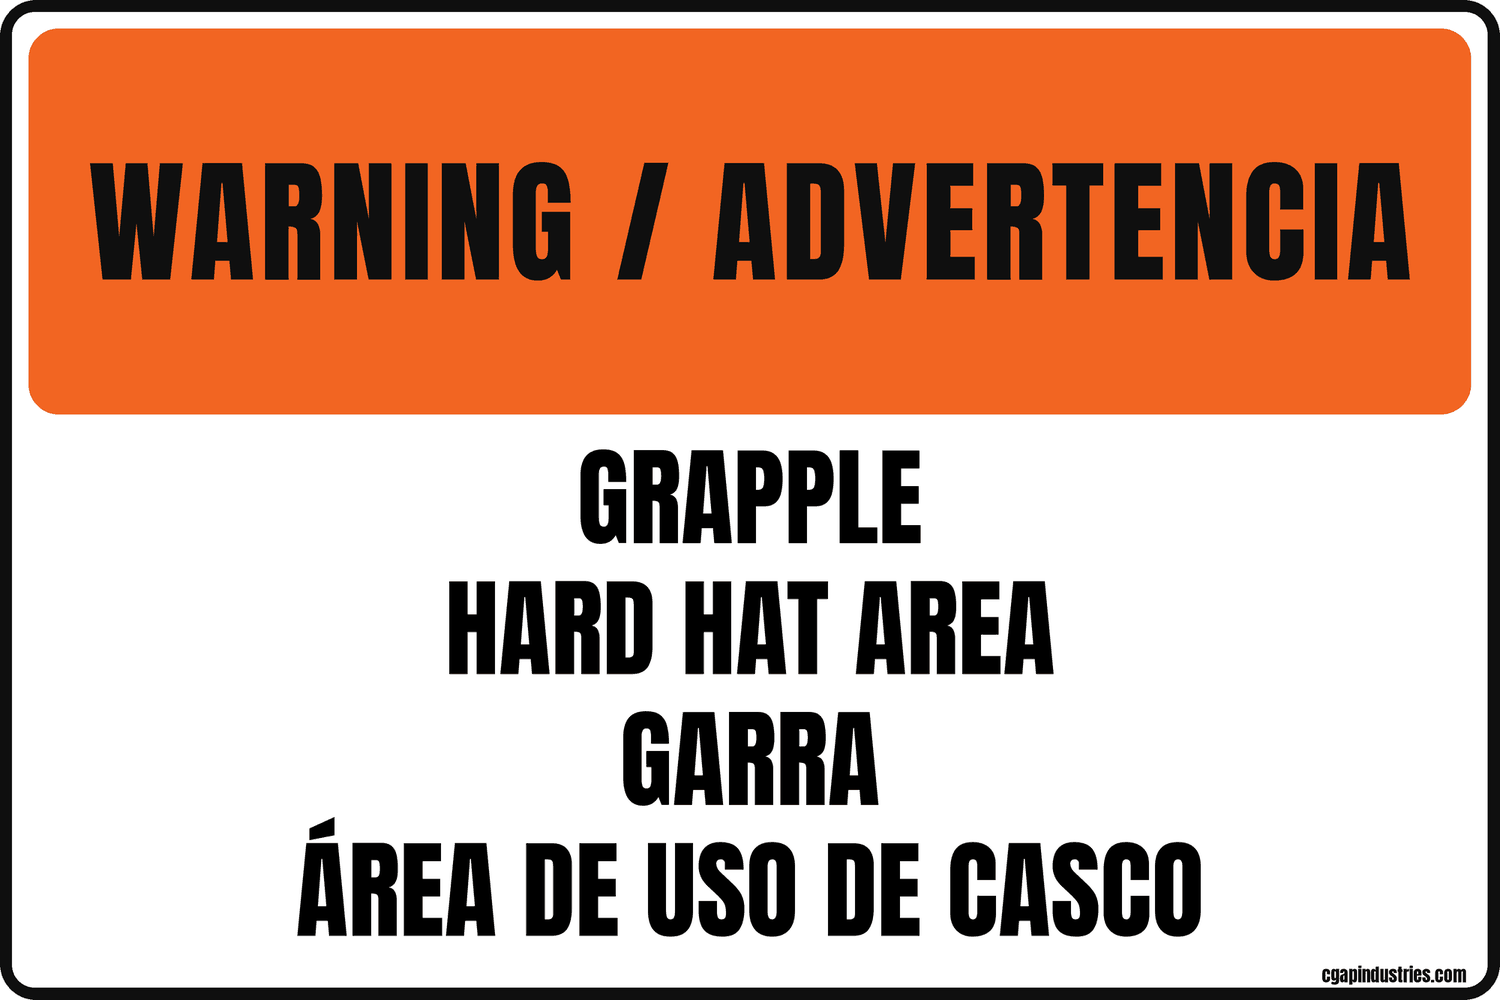 WARNING / ADVERTENCIA
GRAPPLE
HARD HAT AREA
GARRA
ÁREA DE USO DE CASCO
cgapindustries.com